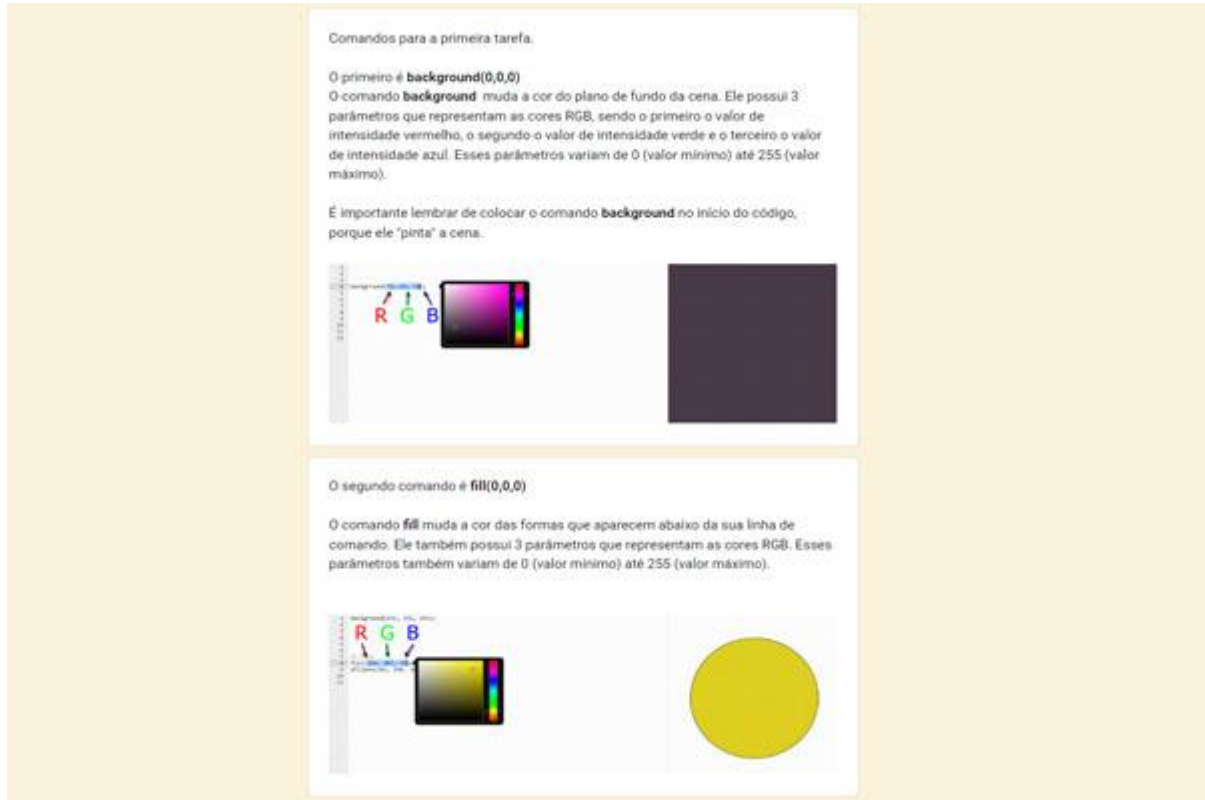 Comandos para a primeira tarefa.
O primeiro é background(0,0,0)
O comando background muda a cor do plano de fundo da cena. Ele possui 3
parâmetros que representam as cores RGB, sendo o primeiro o valor de
intensidade vermelho, o segundo o valor de intensidade verde e o terceiro o valor
de intensidade azul. Esses parâmetros variam de 0 (valor mínimo) até 255 (valor
máximo).
É importante lembrar de colocar o comando background no início do código,
porque ele "pinta" a cena.
background(
R G B
O segundo comando é fill(0,0,0)
O comando fill muda a cor das formas que aparecem abaixo da sua linha de
comando. Ele também possui 3 parâmetros que representam as cores RGB. Esses
parâmetros também variam de 0 (valor mínimo) até 255 (valor máximo).
background(
R G B